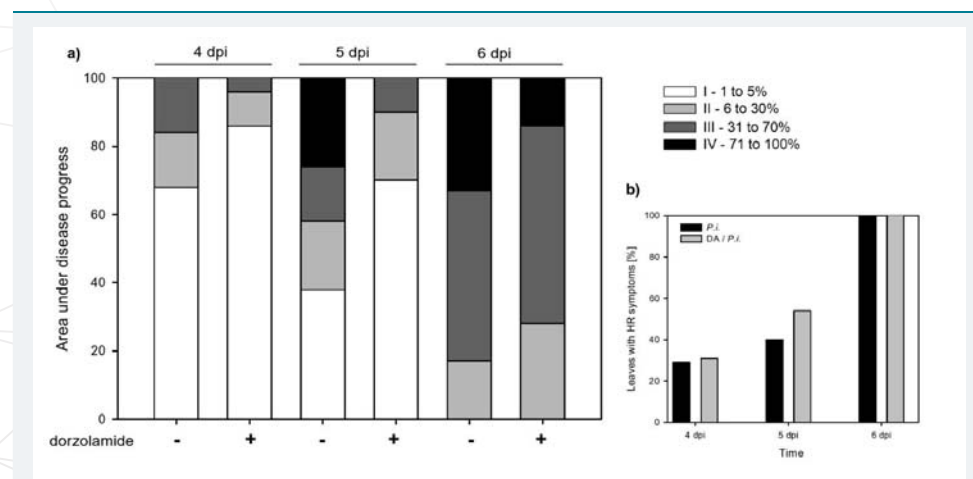 a)
4 dpi
5 dpi
6 dpi
100
80
60
40
20
0
Area under disease progress
dorzolamide - + - + - +
I - 1 to 5%
II - 6 to 30%
III - 31 to 70%
IV - 71 to 100%
b)
100
80
60
40
20
0
Leaves with HR symptoms [%]
P.i.
DA / P.i.
4 dpi
5 dpi
6 dpi
Time